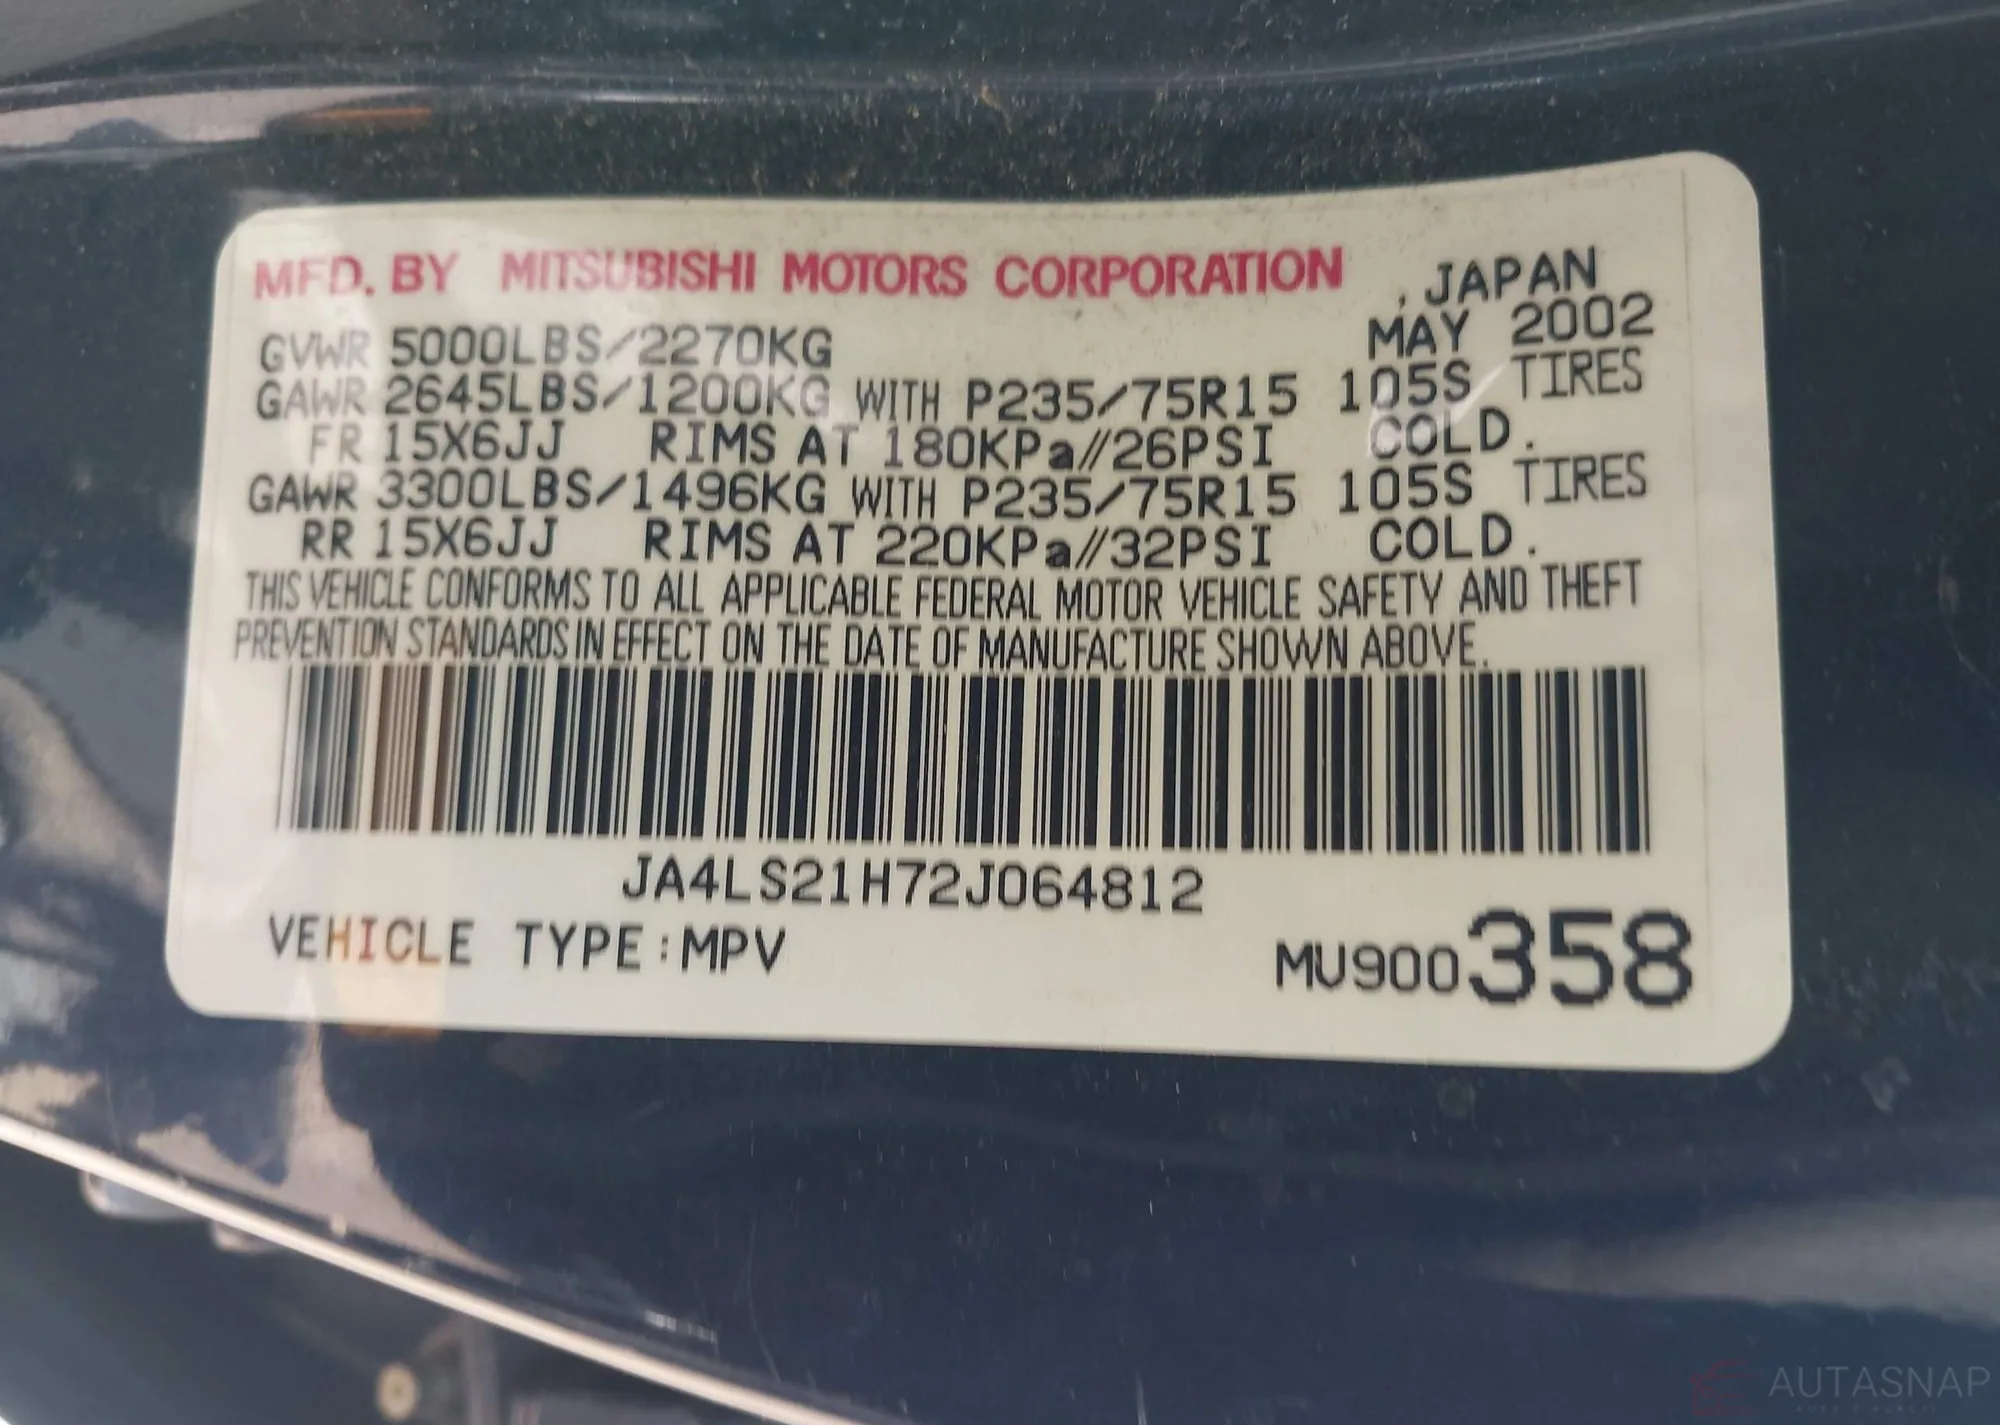 MFD. BY MITSUBISHI MOTORS CORPORATION , JAPAN
GVWR 5000LBS/2270KG MAY 2002
GAWR 2645LBS/1200KG WITH P235/75R15 105S TIRES
FR 15X6JJ RIMS AT 180KPa//26PSI COLD.
GAWR 3300LBS/1496KG WITH P235/75R15 105S TIRES
RR 15X6JJ RIMS AT 220KPa//32PSI COLD.
THIS VEHICLE CONFORMS TO ALL APPLICABLE FEDERAL MOTOR VEHICLE SAFETY AND THEFT
PREVENTION STANDARDS IN EFFECT ON THE DATE OF MANUFACTURE SHOWN ABOVE.
JA4LS21H72J064812
VEHICLE TYPE:MPV MU900358
AUTASNAP